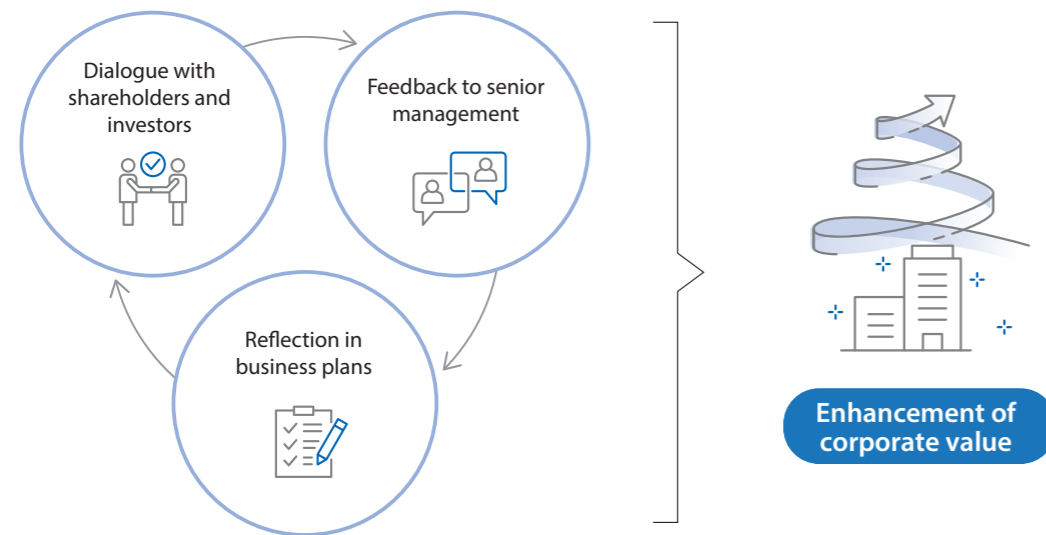 Dialogue with
shareholders and
investors
Feedback to senior
management
Reflection in
business plans
Enhancement of
corporate value